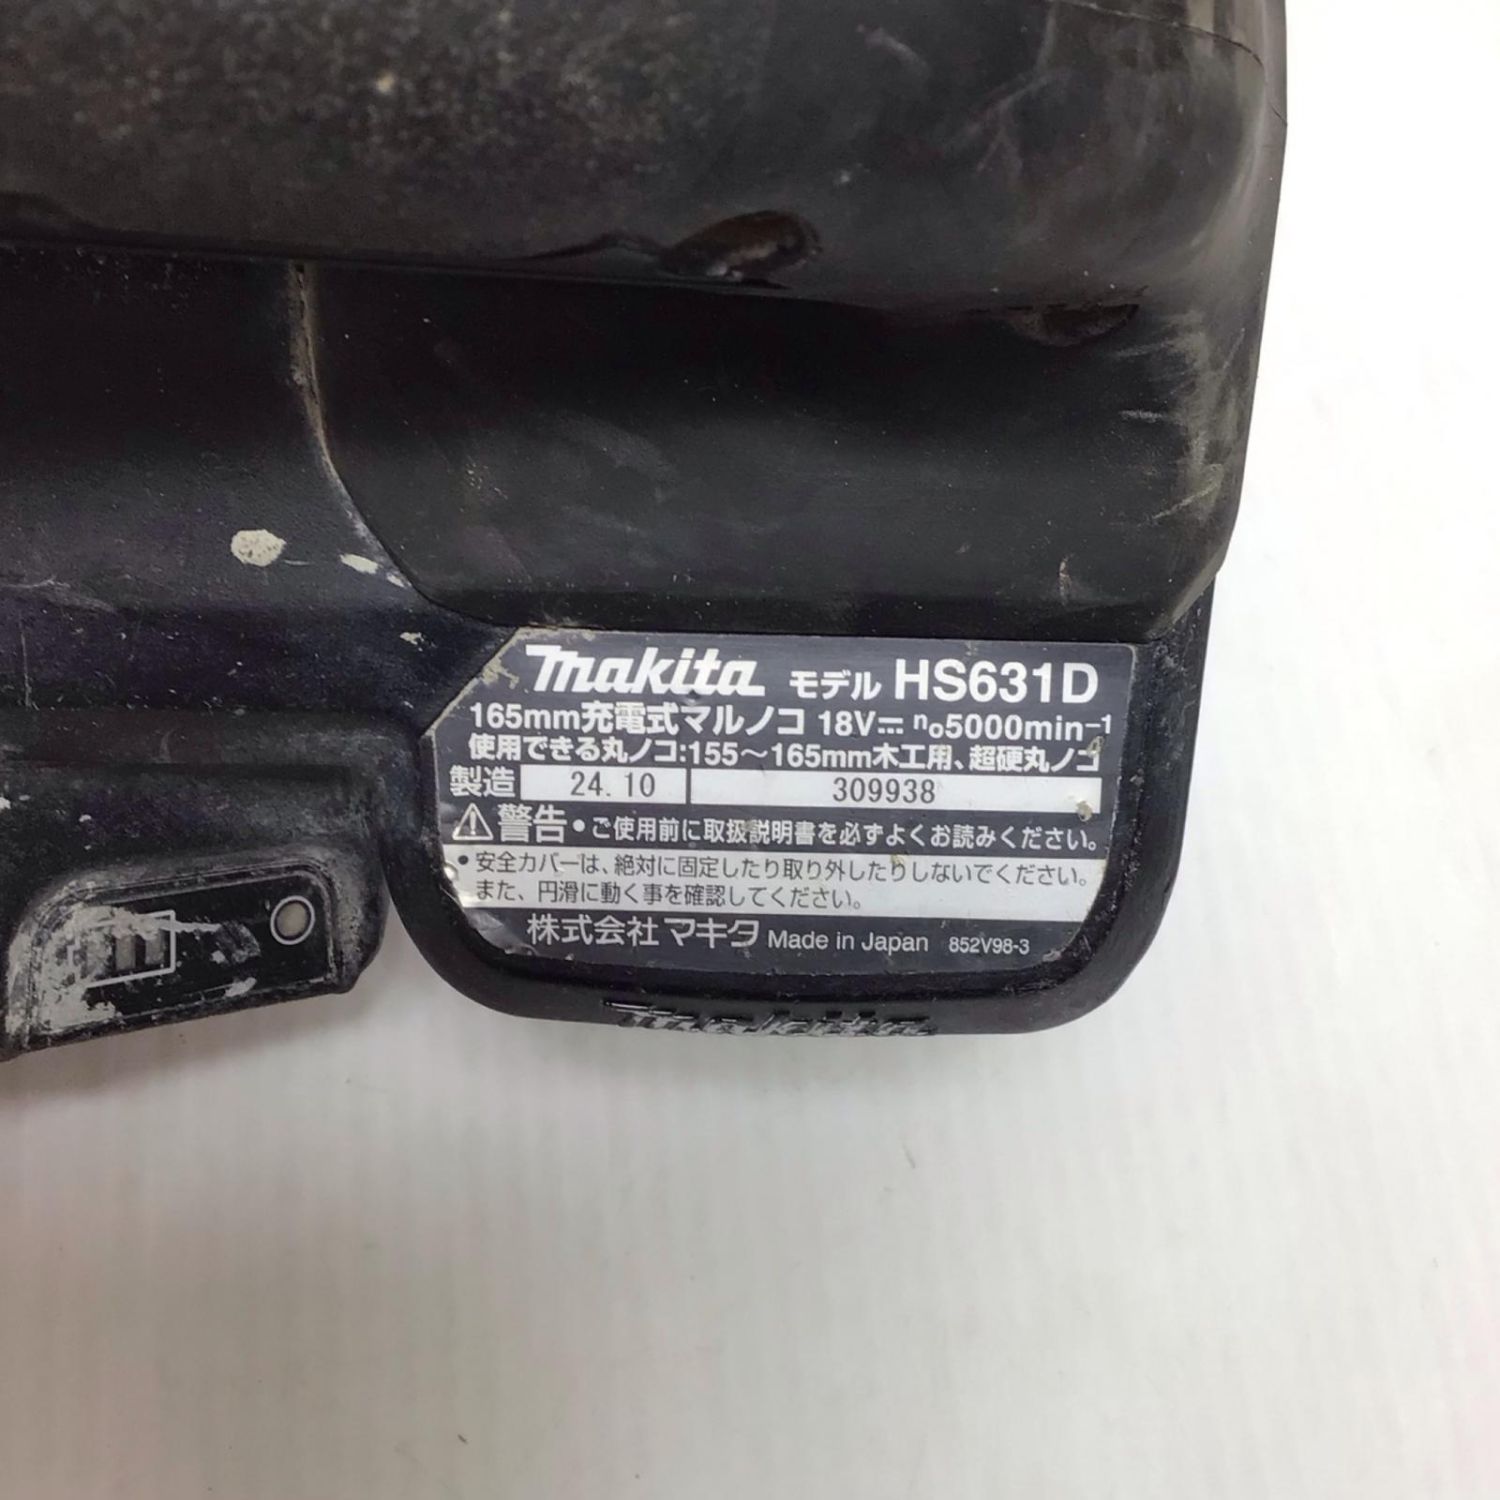 makita モデル HS631D
165mm充電式マルノコ 18V⎓ n₀5000min⁻¹
使用できる丸ノコ:155～165mm木工用、超硬丸ノコ
製造 24.10 309938
⚠警告 •ご使用前に取扱説明書を必ずよくお読みください。
•安全カバーは、絶対に固定したり取り外したりしないでください。
また、円滑に動く事を確認してください。
株式会社マキタ Made in Japan 852V98-3
makita